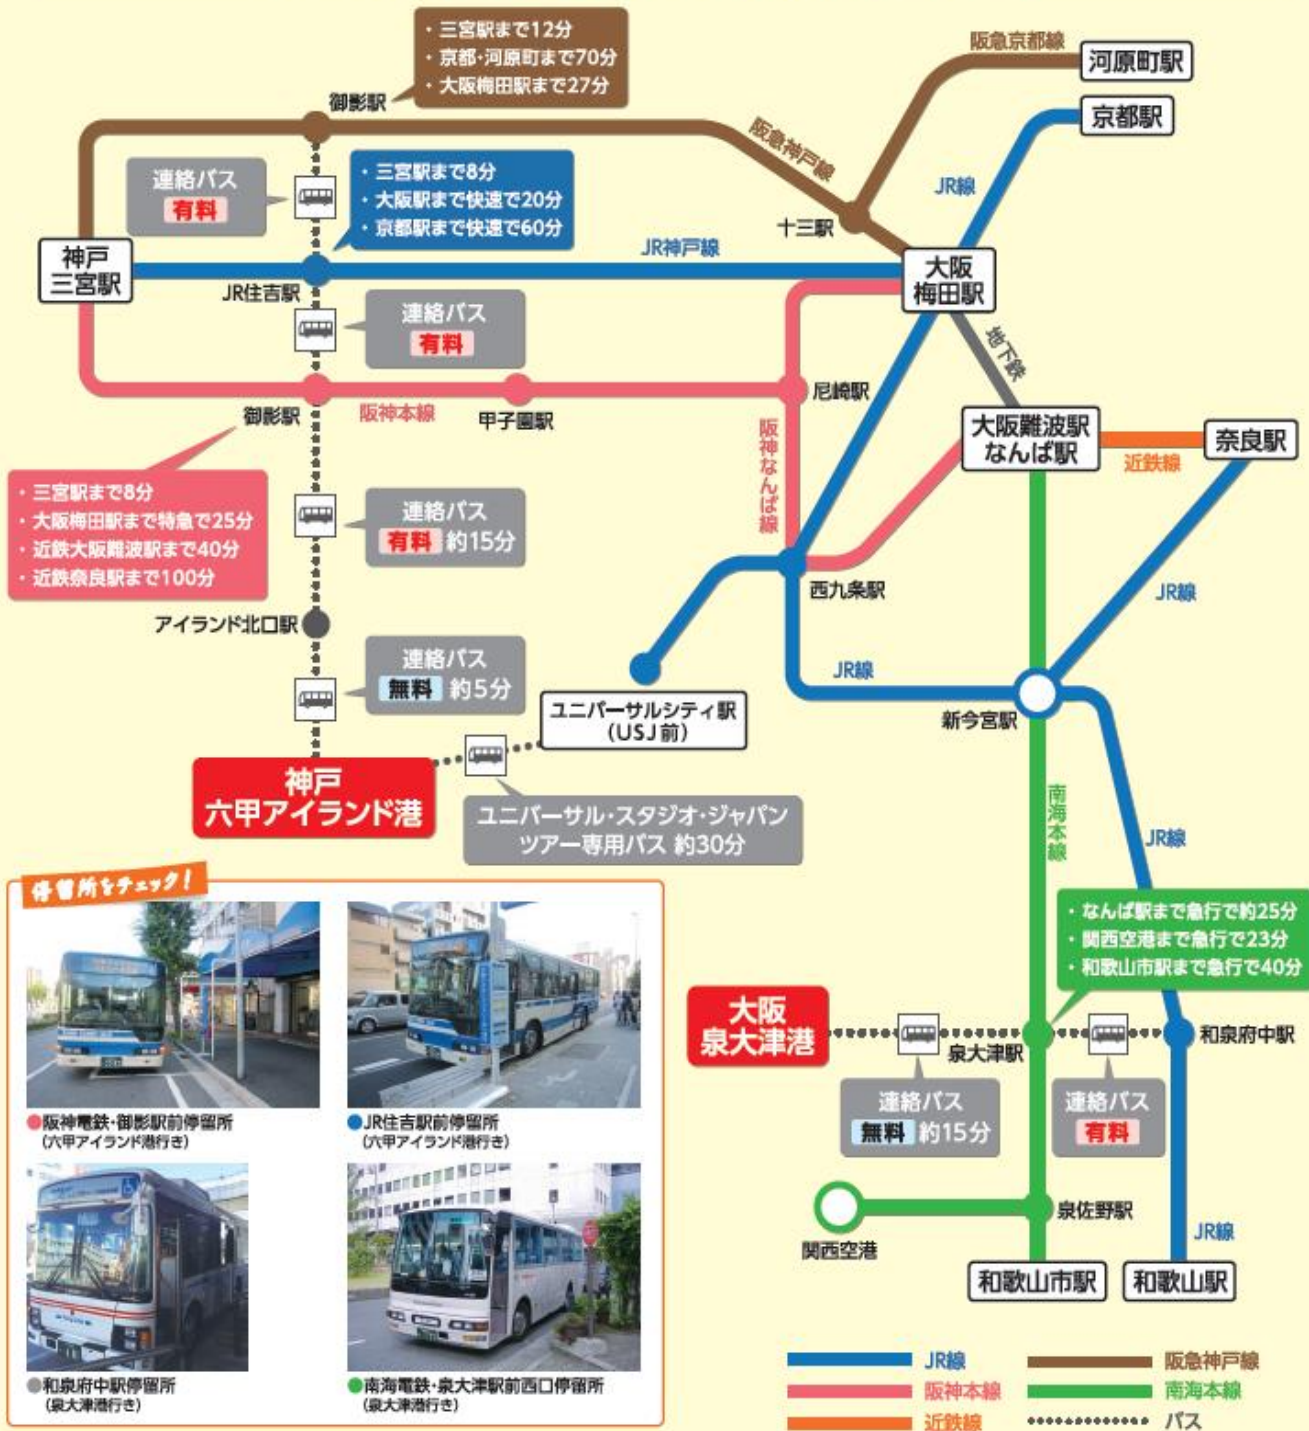 ・三宮駅まで12分
・京都・河原町まで70分
・大阪梅田駅まで27分
阪急京都線
河原町駅
御影駅
京都駅
阪急神戸線
連絡バス
有料
・三宮駅まで8分
・大阪駅まで快速で20分
・京都駅まで快速で60分
JR線
十三駅
神戸
三宮駅
JR神戸線
大阪
梅田駅
JR住吉駅
連絡バス
有料
地下鉄
御影駅
阪神本線
甲子園駅
尼崎駅
大阪難波駅
なんば駅
奈良駅
近鉄線
阪神なんば線
・三宮駅まで8分
・大阪梅田駅まで特急で25分
・近鉄大阪難波駅まで40分
・近鉄奈良駅まで100分
連絡バス
有料 約15分
西九条駅
JR線
アイランド北口駅
連絡バス
無料 約5分
JR線
ユニバーサルシティ駅
(USJ前)
新今宮駅
神戸
六甲アイランド港
ユニバーサル・スタジオ・ジャパン
ツアー専用バス 約30分
南海本線
JR線
停留所をチェック!
・なんば駅まで急行で約25分
・関西空港まで急行で23分
・和歌山市駅まで急行で40分
大阪
泉大津港
泉大津駅
和泉府中駅
連絡バス
無料 約15分
連絡バス
有料
●阪神電鉄・御影駅前停留所
(六甲アイランド港行き)
●JR住吉駅前停留所
(六甲アイランド港行き)
泉佐野駅
関西空港
JR線
和歌山市駅
和歌山駅
●和泉府中駅停留所
(泉大津港行き)
●南海電鉄・泉大津駅前西口停留所
(泉大津港行き)
JR線
阪急神戸線
阪神本線
南海本線
近鉄線
バス